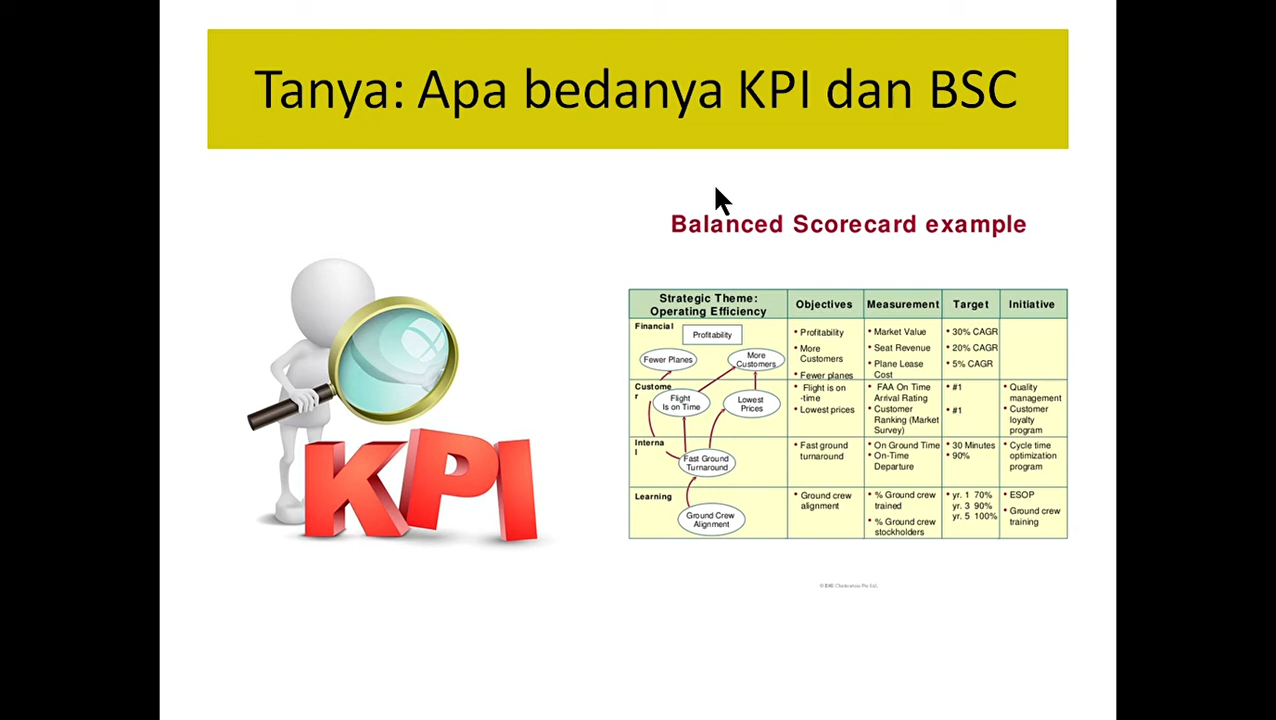 Tanya: Apa bedanya KPI dan BSC
Balanced Scorecard example
KPI
Strategic Theme:
Operating Efficiency
Objectives
Measurement
Target
Initiative
Financial
Profitability
Fewer Planes
More
Customers
• Profitability
• More
Customers
• Fewer planes
• Market Value
• Seat Revenue
• Plane Lease
Cost
• 30% CAGR
• 20% CAGR
• 5% CAGR
Custome
r
Flight
Is on Time
Lowest
Prices
• Flight is on
-time
• Lowest prices
• FAA On Time
Arrival Rating
• Customer
Ranking (Market
Survey)
• #1
• #1
• Quality
management
• Customer
loyalty
program
Interna
l
Fast Ground
Turnaround
• Fast ground
turnaround
• On Ground Time
• On-Time
Departure
• 30 Minutes
• 90%
• Cycle time
optimization
program
Learning
Ground Crew
Alignment
• Ground crew
alignment
• % Ground crew
trained
• % Ground crew
stockholders
• yr. 1 70%
yr. 3 90%
yr. 5 100%
• ESOP
• Ground crew
training